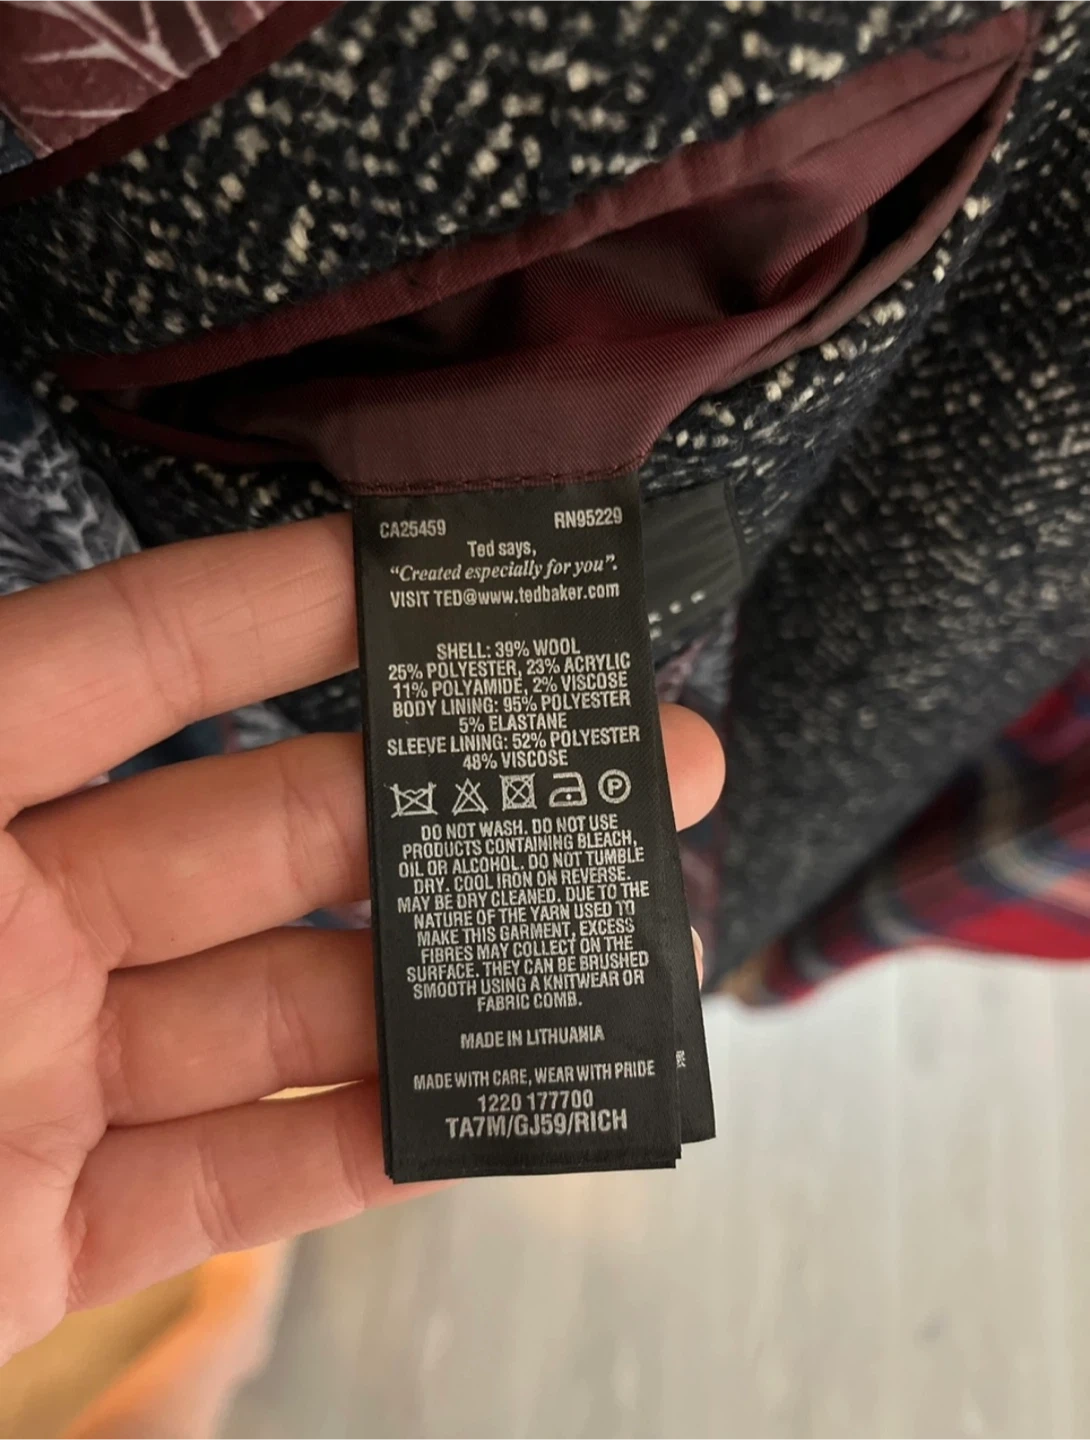 CA25459 RN95229
Ted says,
“Created especially for you”.
VISIT TED@www.tedbaker.com
SHELL: 39% WOOL
25% POLYESTER, 23% ACRYLIC
11% POLYAMIDE, 2% VISCOSE
BODY LINING: 95% POLYESTER
5% ELASTANE
SLEEVE LINING: 52% POLYESTER
48% VISCOSE
P
DO NOT WASH. DO NOT USE
PRODUCTS CONTAINING BLEACH,
OIL OR ALCOHOL. DO NOT TUMBLE
DRY. COOL IRON ON REVERSE.
MAY BE DRY CLEANED. DUE TO THE
NATURE OF THE YARN USED TO
MAKE THIS GARMENT, EXCESS
FIBRES MAY COLLECT ON THE
SURFACE. THEY CAN BE BRUSHED
SMOOTH USING A KNITWEAR OR
FABRIC COMB.
MADE IN LITHUANIA
MADE WITH CARE, WEAR WITH PRIDE
1220 177700
TA7M/GJ59/RICH